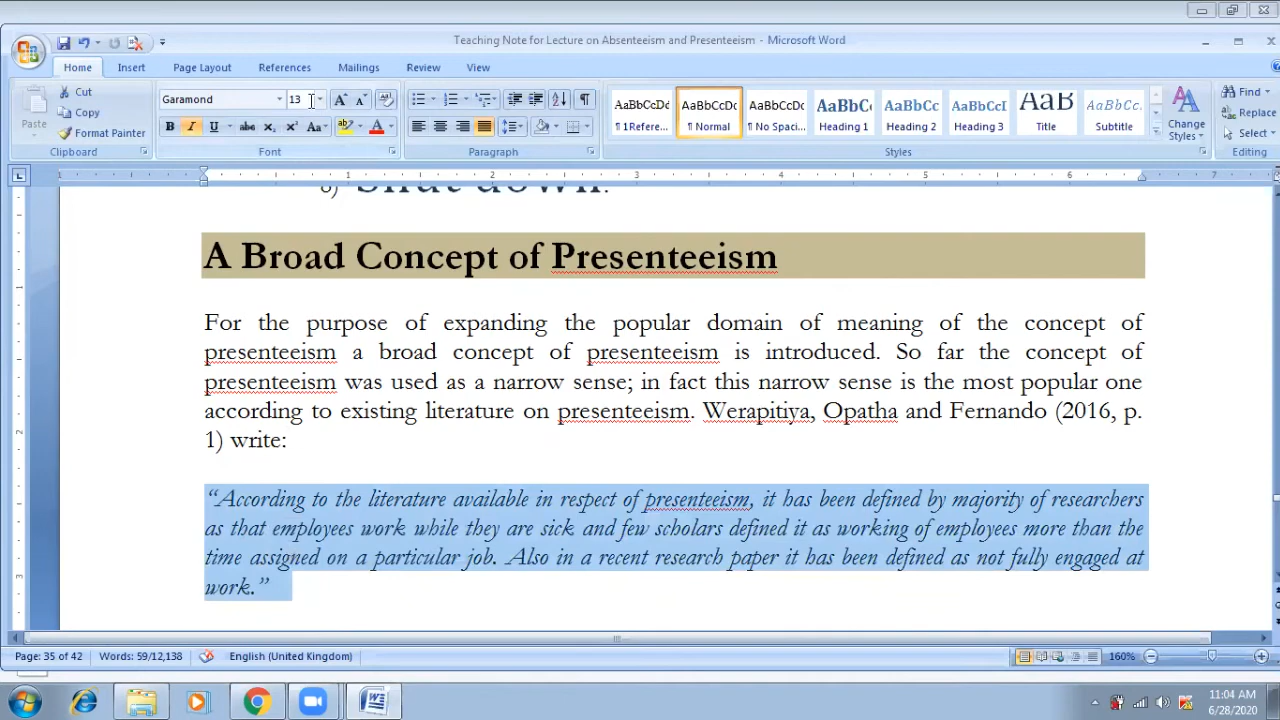 Teaching Note for Lecture on Absenteeism and Presenteeism - Microsoft Word
Home Insert Page Layout References Mailings Review View
Paste
Cut
Copy
Format Painter
Clipboard
Garamond 13
Font
Paragraph
AaBbCcDd AaBbCcDc AaBbCcDc AaBbCc AaBbCc AaBbCcI AaB AaBbCc.
¶ 1Refere... ¶ Normal ¶ No Spaci... Heading 1 Heading 2 Heading 3 Title Subtitle
Styles
Change
Styles
Find
Replace
Select
Editing
Shut down.
A Broad Concept of Presenteeism
For the purpose of expanding the popular domain of meaning of the concept of
presenteeism a broad concept of presenteeism is introduced. So far the concept of
presenteeism was used as a narrow sense; in fact this narrow sense is the most popular one
according to existing literature on presenteeism. Werapitiya, Opatha and Fernando (2016, p.
1) write:
“According to the literature available in respect of presenteeism, it has been defined by majority of researchers
as that employees work while they are sick and few scholars defined it as working of employees more than the
time assigned on a particular job. Also in a recent research paper it has been defined as not fully engaged at
work.”
Page: 35 of 42 Words: 59/12,138 English (United Kingdom) 160%
11:04 AM
6/28/2020